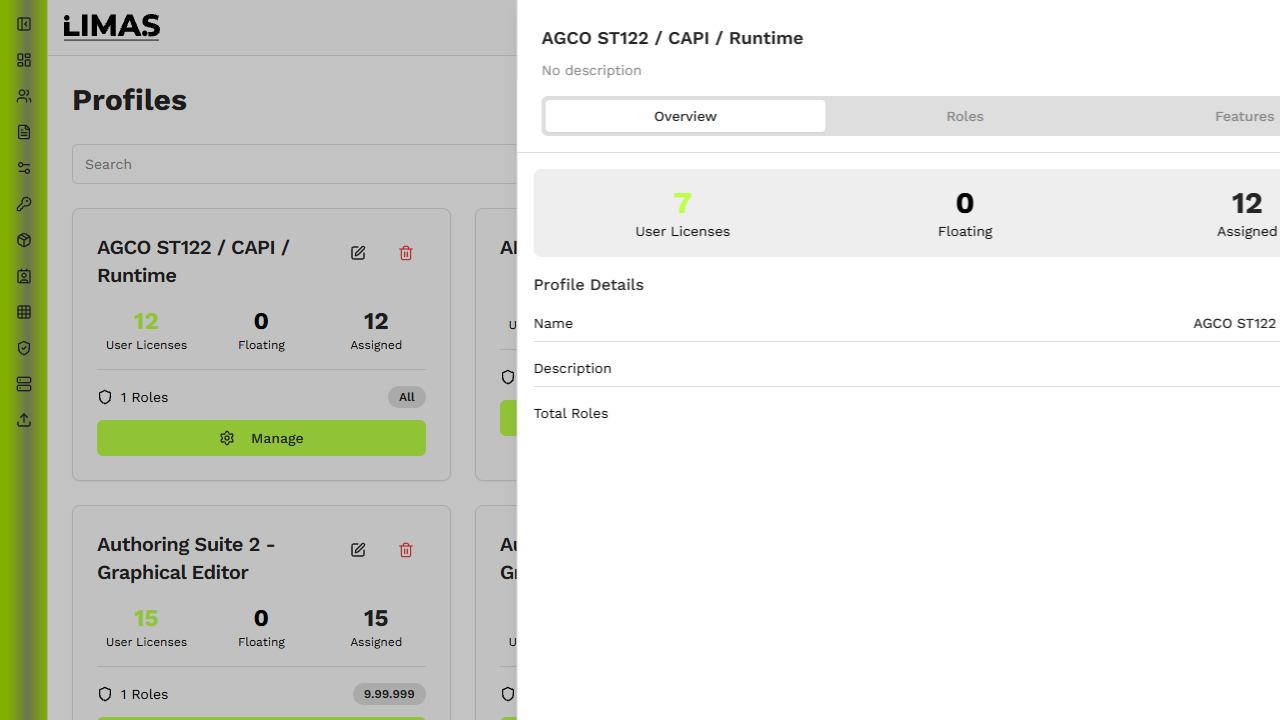 LIMAS
Profiles
Search
AGCO ST122 / CAPI /
Runtime
12
0
12
User Licenses
Floating
Assigned
1 Roles
All
Manage
Authoring Suite 2 -
Graphical Editor
15
0
15
User Licenses
Floating
Assigned
1 Roles
9.99.999
AGCO ST122 / CAPI / Runtime
No description
Overview
Roles
Features
7
0
12
User Licenses
Floating
Assigned
Profile Details
Name
AGCO ST122
Description
Total Roles